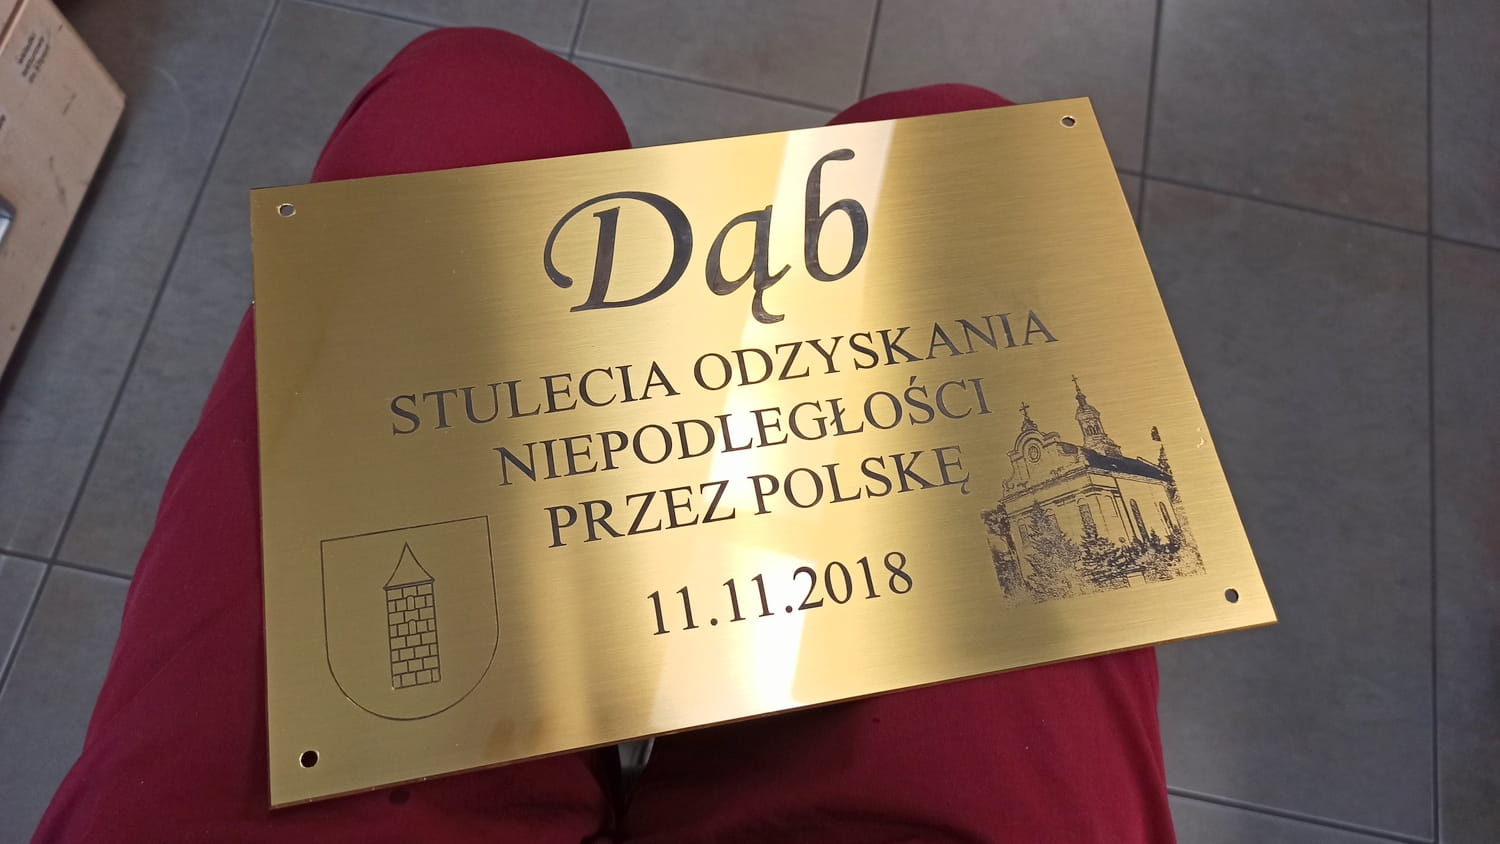 Dąb
STULECIA ODZYSKANIA
NIEPODLEGŁOŚCI
PRZEZ POLSKĘ
11.11.2018